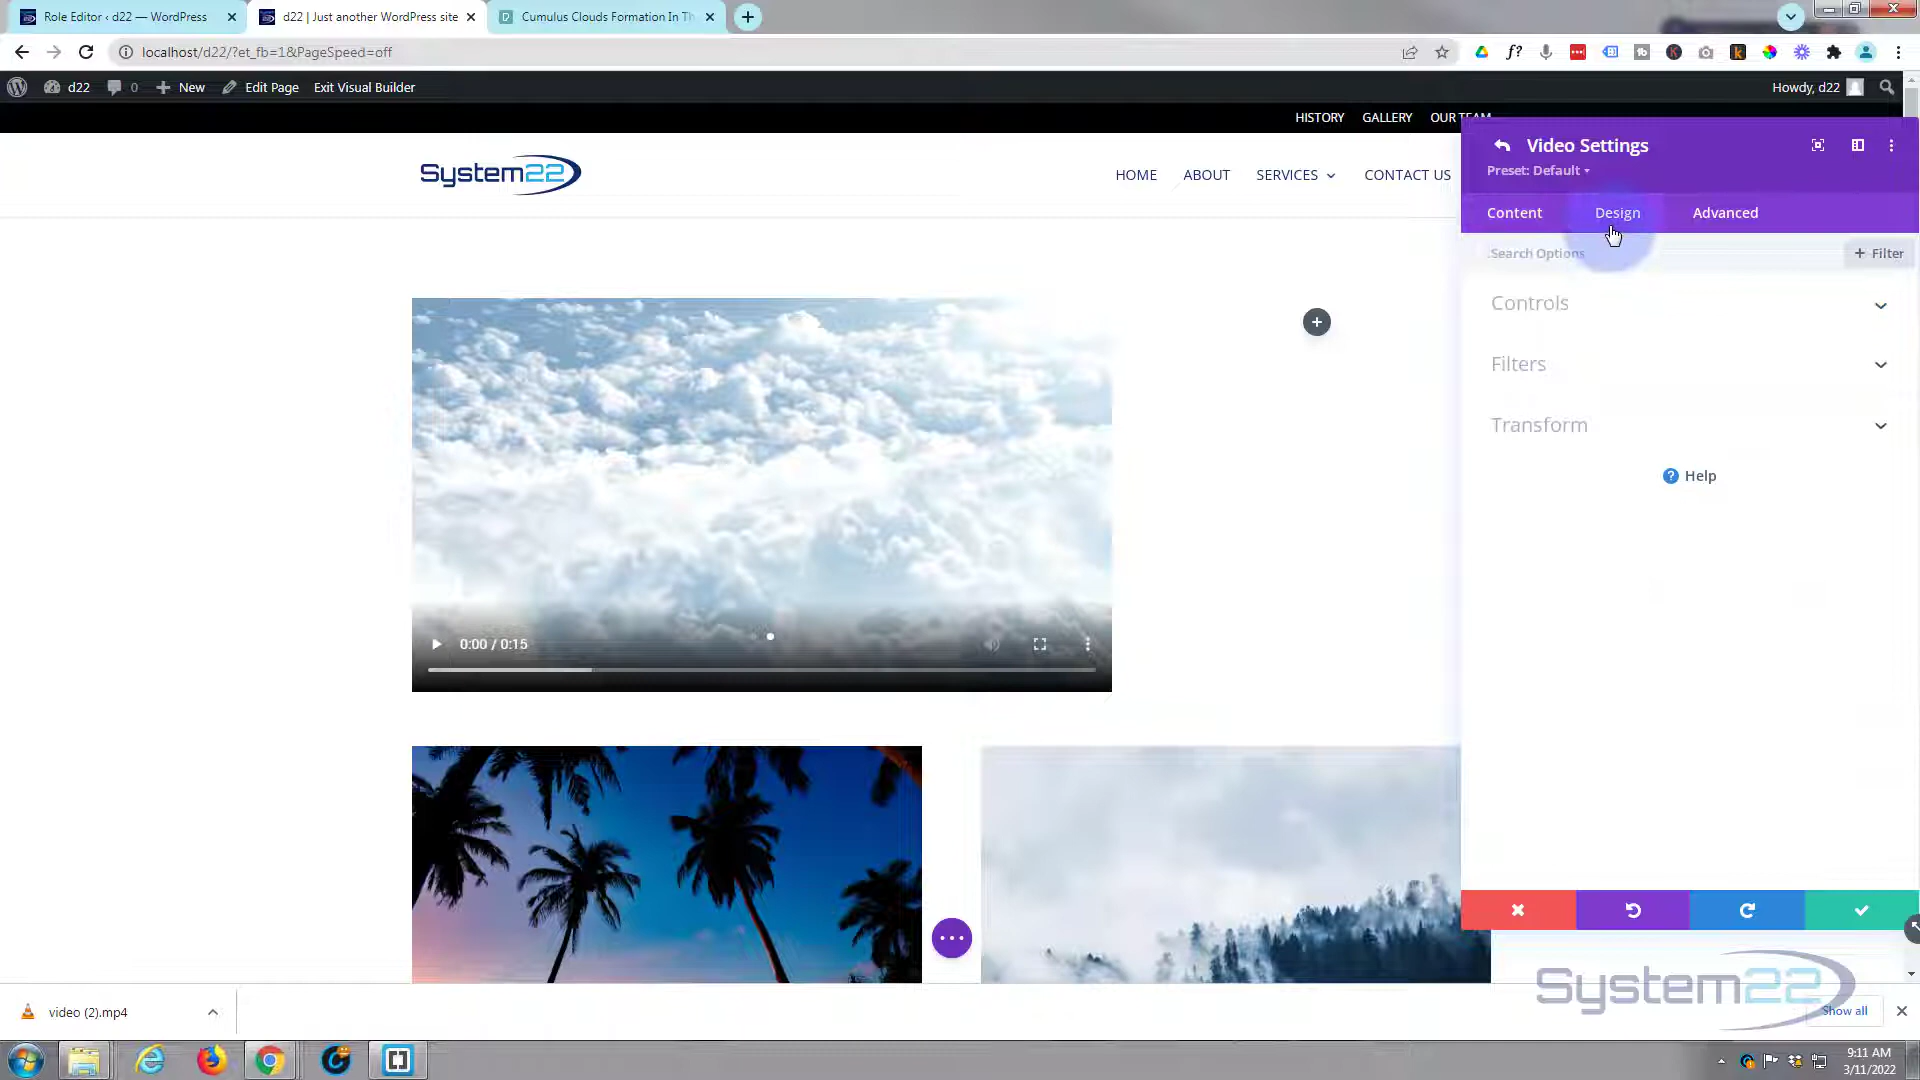 Role Editor ‹ d22 — WordPress
d22 | Just another WordPress site
Cumulus Clouds Formation In Th
localhost/d22/?et_fb=1&PageSpeed=off
d22
0
New
Edit Page
Exit Visual Builder
Howdy, d22
HISTORY
GALLERY
OUR TEAM
System22
HOME
ABOUT
SERVICES
CONTACT US
Video Settings
Preset: Default
Content
Design
Advanced
Search Options
+ Filter
Controls
Filters
Transform
Help
0:00 / 0:15
System22
video (2).mp4
Show all
9:11 AM
3/11/2022